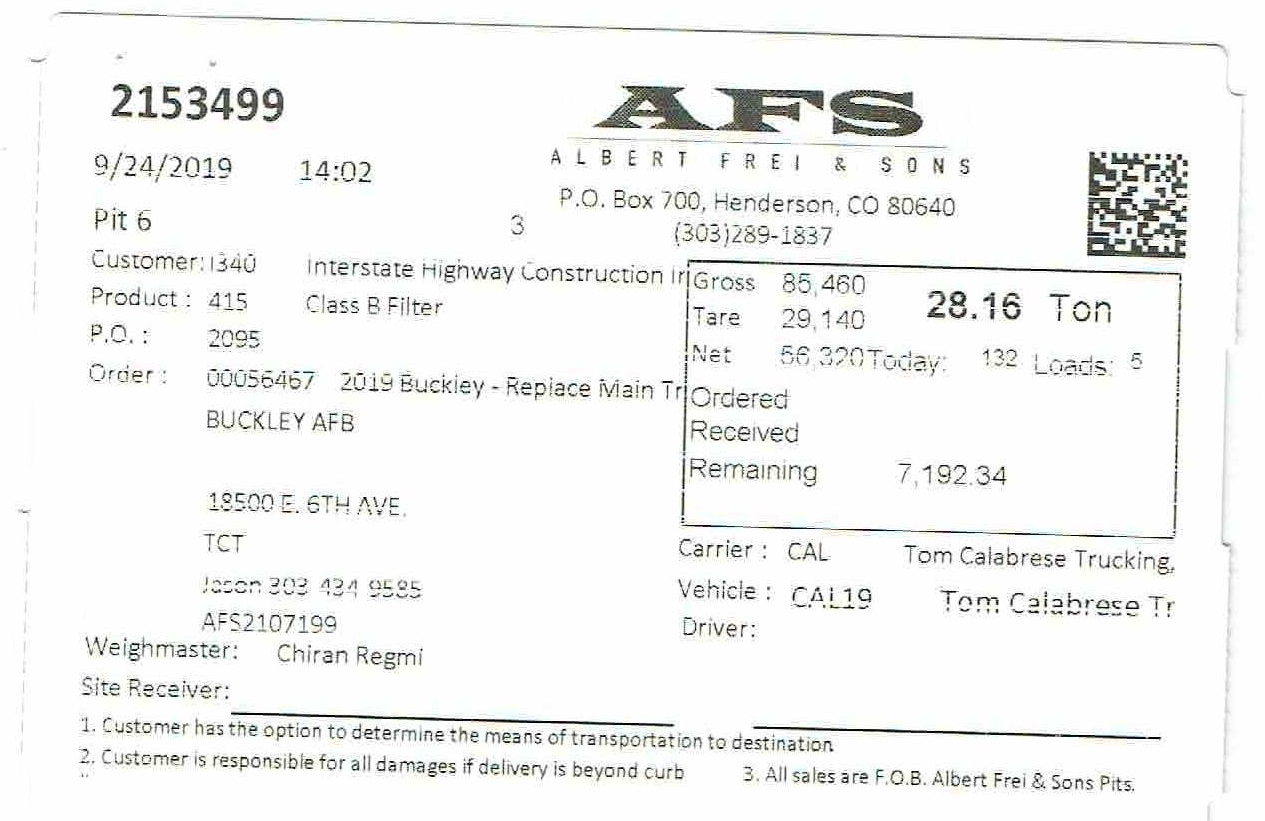 2153499
AFS
ALBERT FREI & SONS
9/24/2019 14:02
P.O. Box 700, Henderson, CO 80640
Pit 6 3 (303)289-1837
Customer: 1340 Interstate Highway Construction Ir
Product : 415 Class B Filter
P.O. : 2095
Order : 00056467 2019 Buckley - Replace Main Tr
BUCKLEY AFB
18500 E. 6TH AVE.
TCT
Jason 303 434 9585
AFS2107199
Weighmaster: Chiran Regmi
Site Receiver:
Gross 85,460 28.16 Ton
Tare 29,140
Net 56,320 Today: 132 Loads: 5
Ordered
Received
Remaining 7,192.34
Carrier : CAL Tom Calabrese Trucking,
Vehicle : CAL19 Tom Calabrese Tr
Driver:
1. Customer has the option to determine the means of transportation to destination
2. Customer is responsible for all damages if delivery is beyond curb 3. All sales are F.O.B. Albert Frei & Sons Pits.